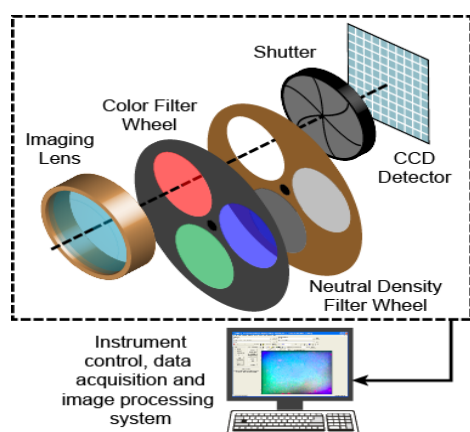 Shutter
Color Filter
Wheel
Imaging
Lens
CCD
Detector
Neutral Density
Filter Wheel
Instrument
control, data
acquisition and
image processing
system